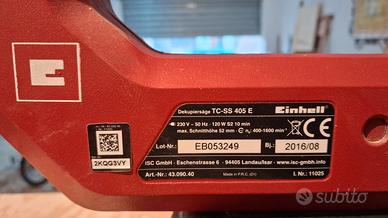 Dekupiersäge TC-SS 405 E
Einhell
230 V ~ 50 Hz · 120 W S2 10 min
max. Schnitthöhe 52 mm · n₀: 400-1600 min⁻¹
Lot-Nr.: EB053249 Bj.: 2016/08
ISC GmbH · Eschenstrasse 6 · 94405 Landau/Isar · www.isc-gmbh.info
Art.-Nr.: 43.090.40 Made in P.R.C. I. Nr.: 11025
2KQG3VY
subito